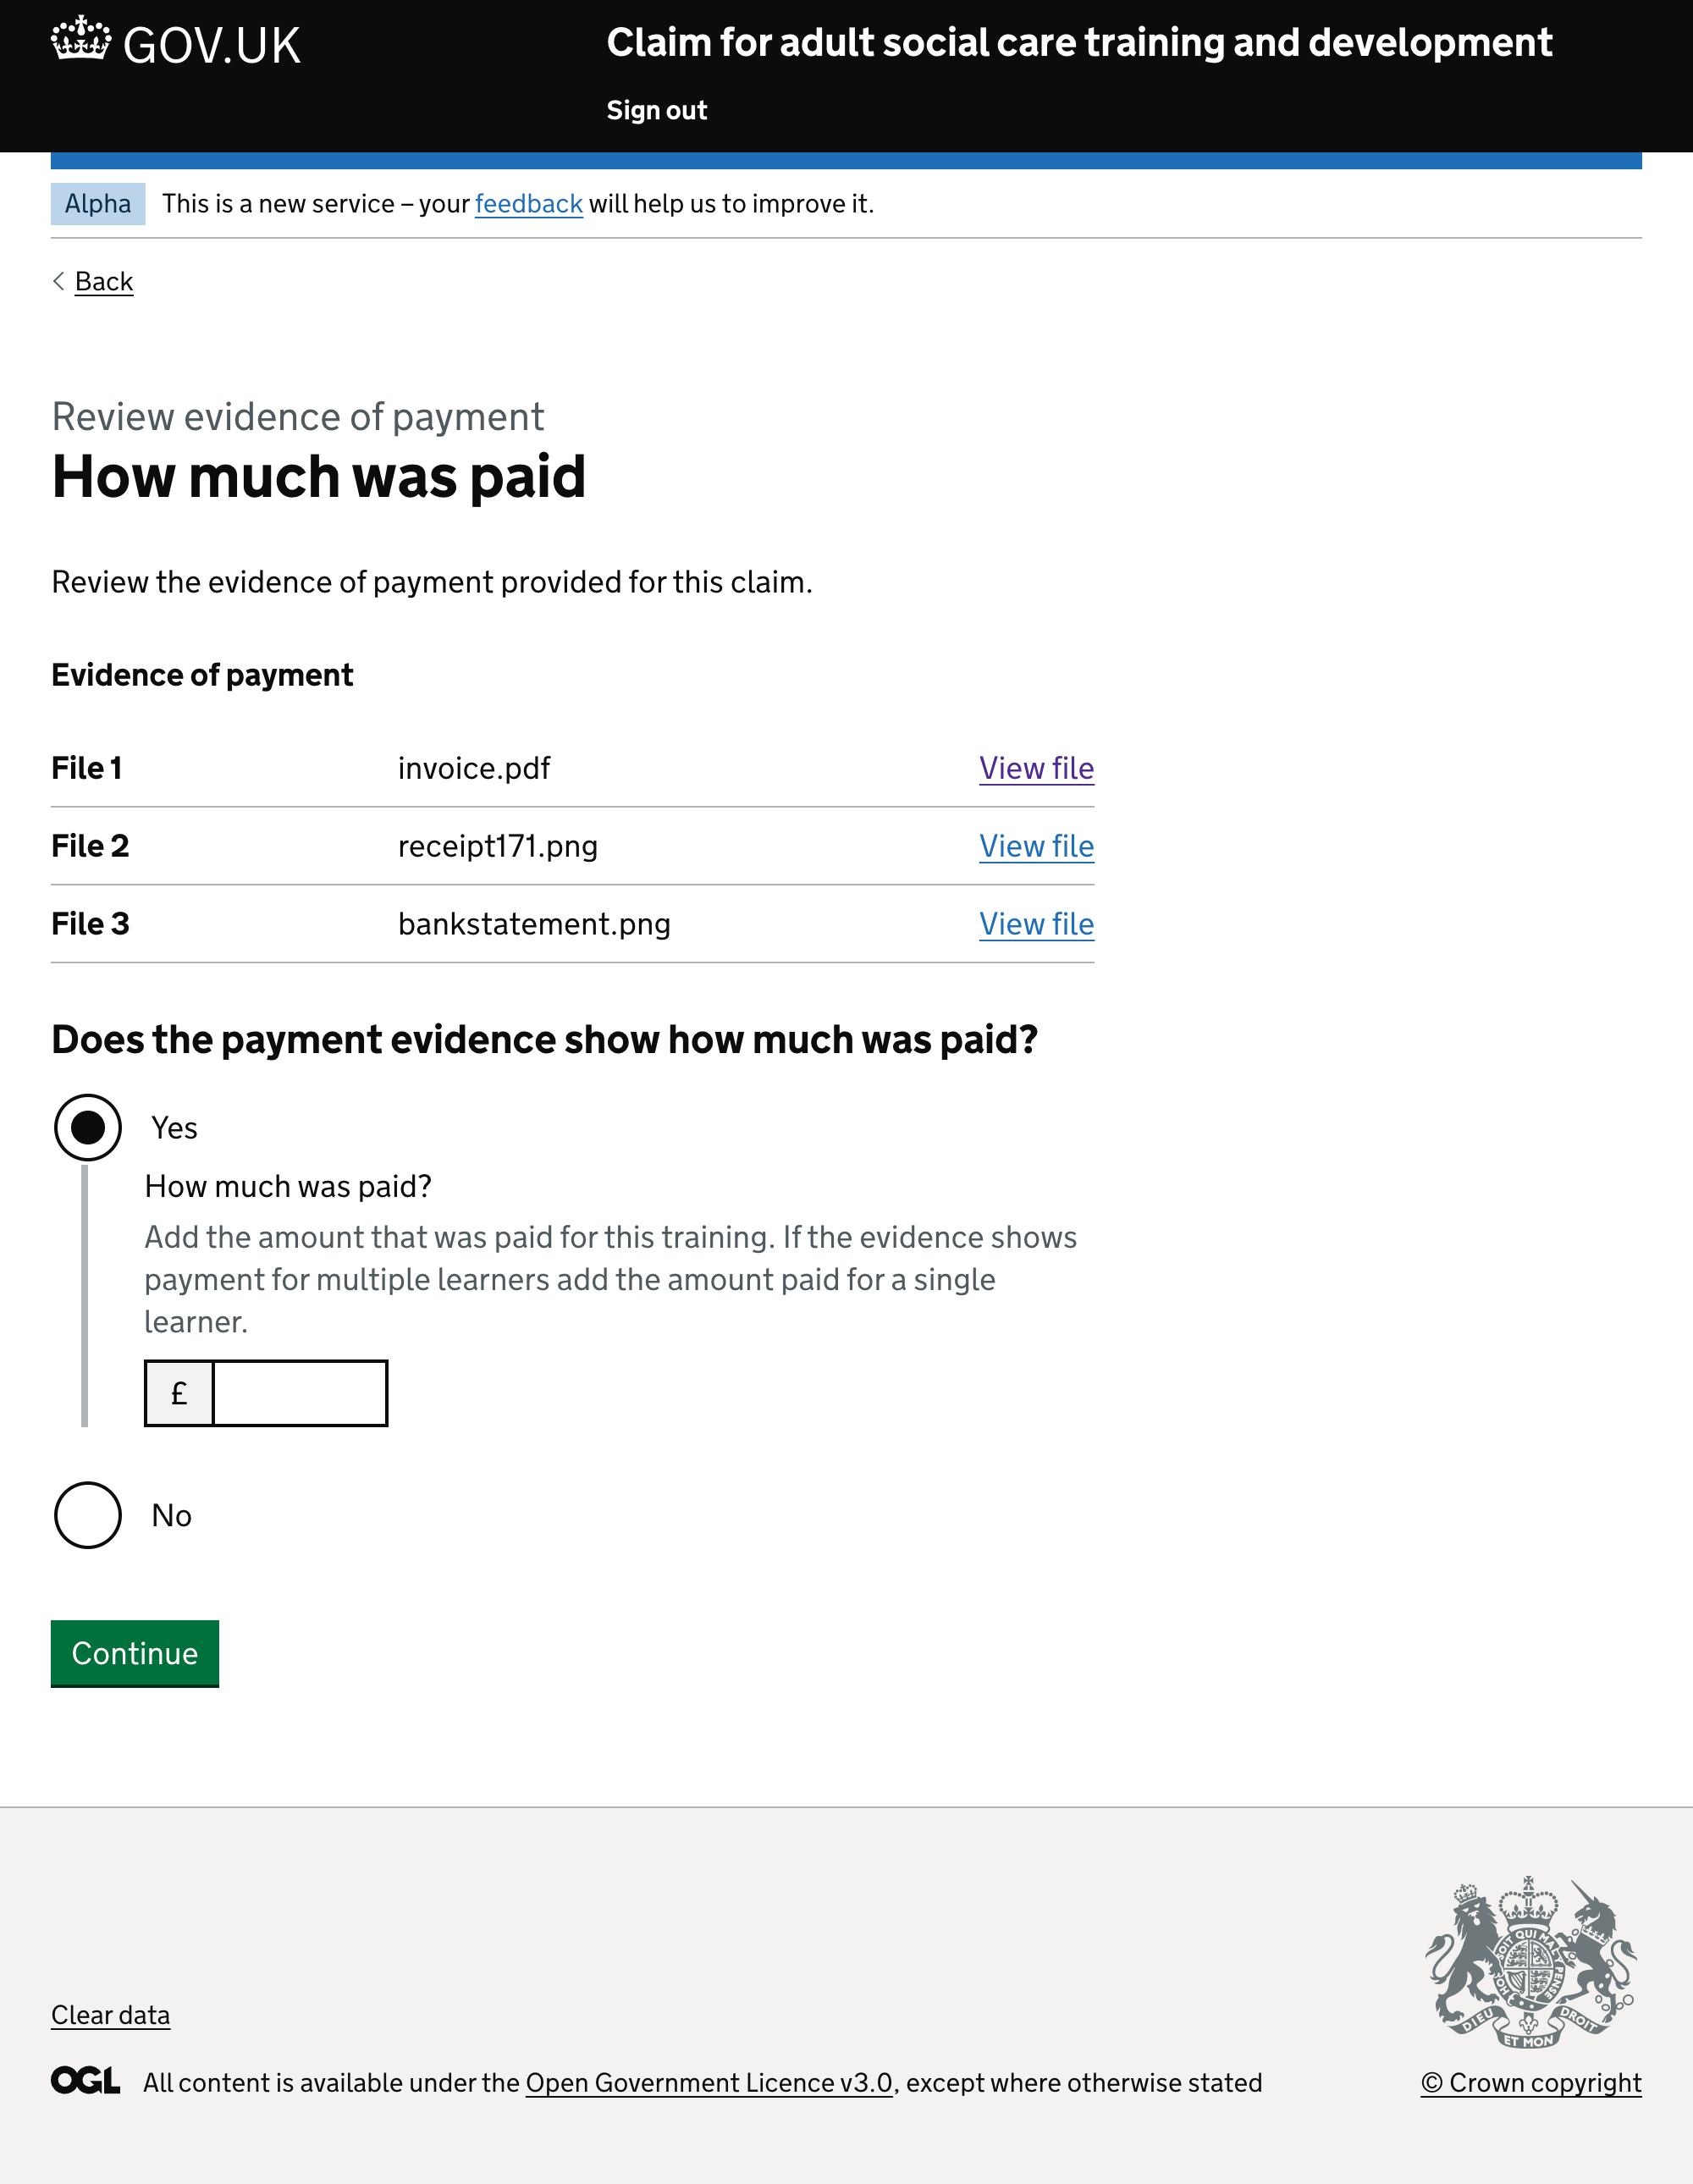 GOV.UK
Claim for adult social care training and development
Sign out
Alpha This is a new service – your feedback will help us to improve it.
Back
Review evidence of payment
How much was paid
Review the evidence of payment provided for this claim.
Evidence of payment
File 1 invoice.pdf View file
File 2 receipt171.png View file
File 3 bankstatement.png View file
Does the payment evidence show how much was paid?
Yes
How much was paid?
Add the amount that was paid for this training. If the evidence shows
payment for multiple learners add the amount paid for a single
learner.
£
No
Continue
SOIT QUI MAL
DIEU ET MON DROIT
Clear data
OGL All content is available under the Open Government Licence v3.0, except where otherwise stated
© Crown copyright